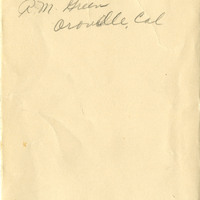 R. M. Green
Oroville, Cal